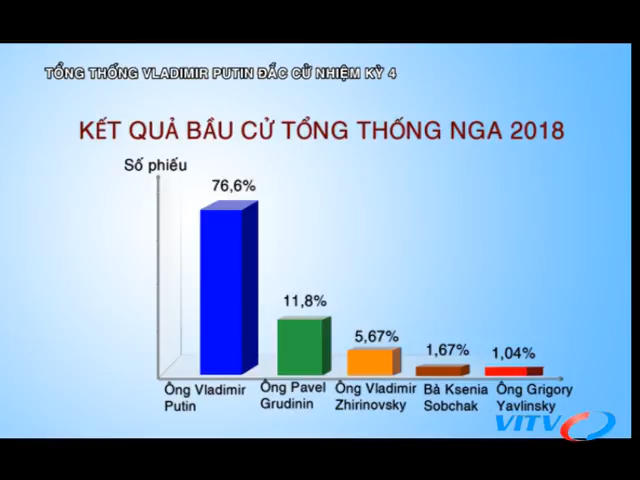 TỔNG THỐNG VLADIMIR PUTIN ĐẮC CỬ NHIỆM KỲ 4
KẾT QUẢ BẦU CỬ TỔNG THỐNG NGA 2018
Số phiếu
76,6%
11,8%
5,67%
1,67%
1,04%
Ông Vladimir
Putin
Ông Pavel
Grudinin
Ông Vladimir
Zhirinovsky
Bà Ksenia
Sobchak
Ông Grigory
Yavlinsky
VITV